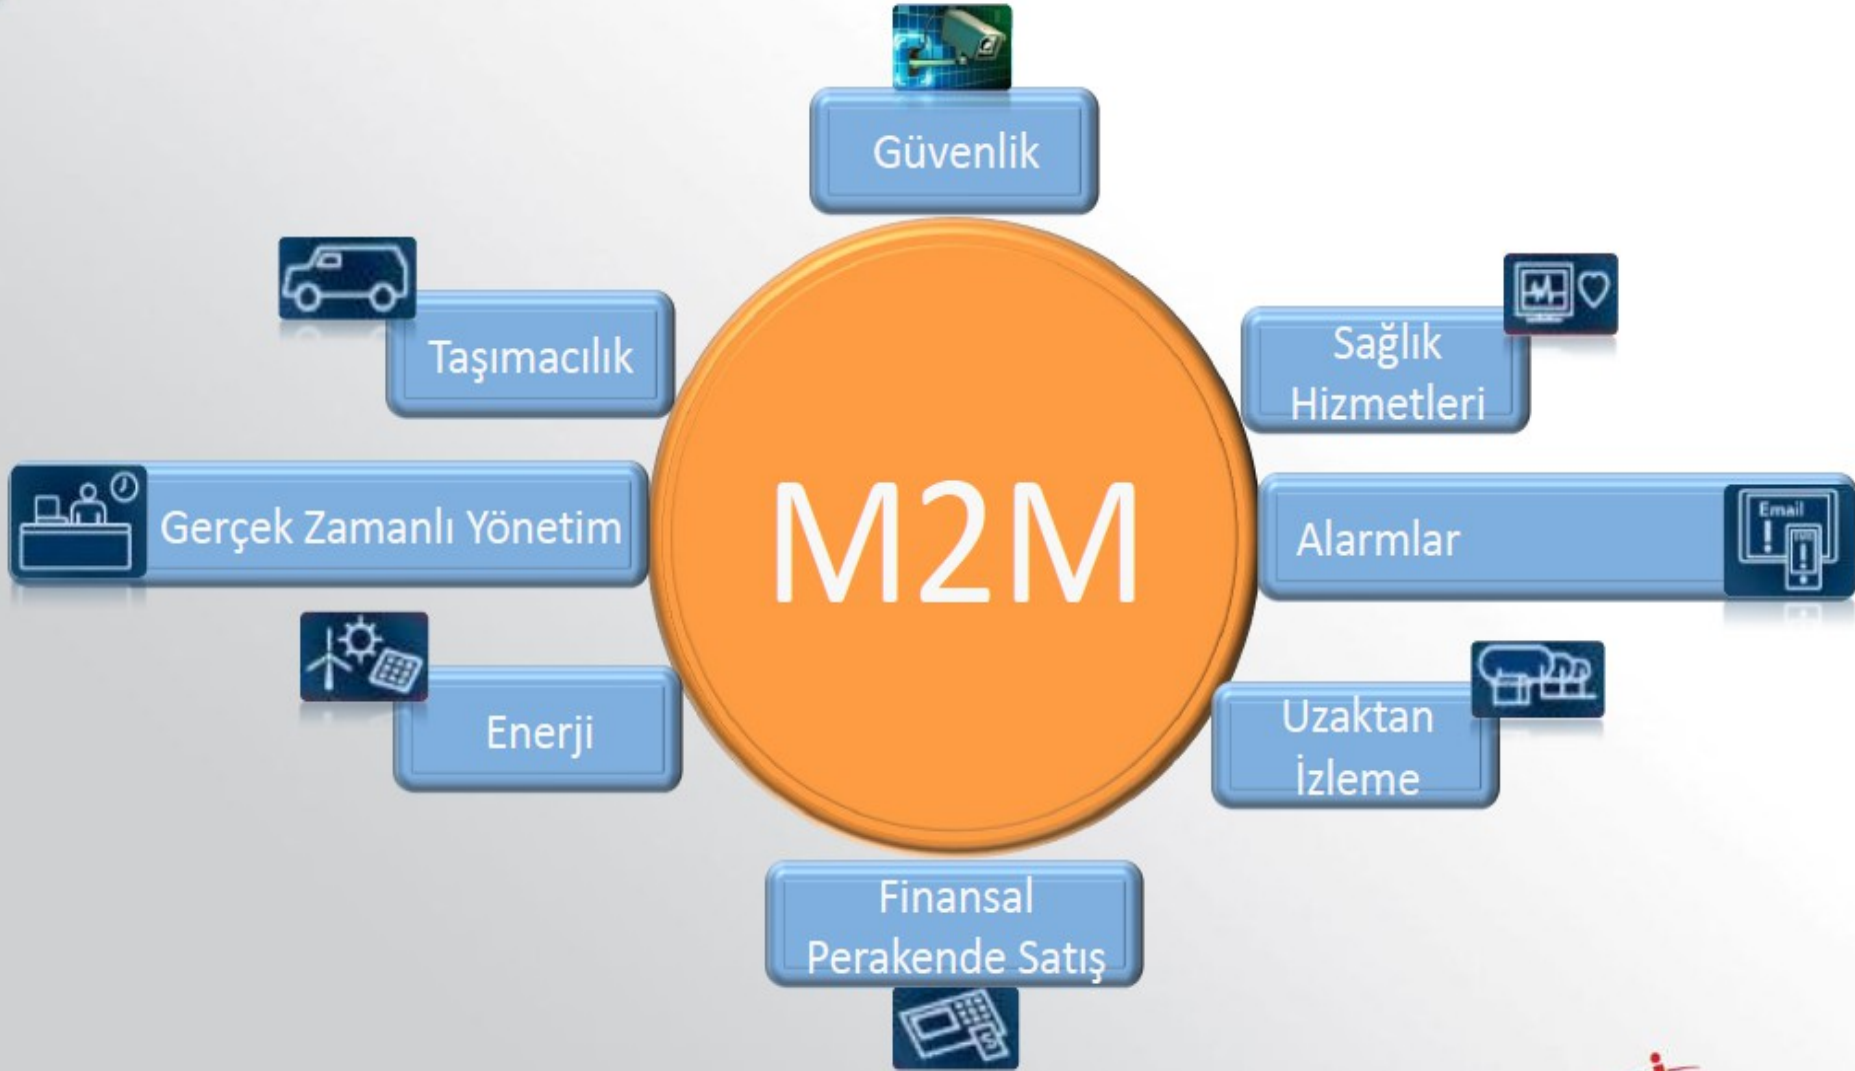 Güvenlik
Taşımacılık
Sağlık
Hizmetleri
Gerçek Zamanlı Yönetim
M2M
Alarmlar
Email
Enerji
Uzaktan
İzleme
Finansal
Perakende Satış